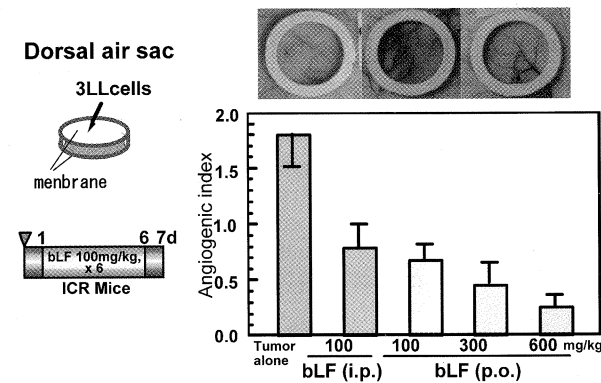 Dorsal air sac
3LLcells
menbrane
1 6 7d
bLF 100mg/kg,
x 6
ICR Mice
Angiogenic index
2.0
1.5
1.0
0.5
0.0
Tumor
alone
100 100 300 600 mg/kg
bLF (i.p.) bLF (p.o.)